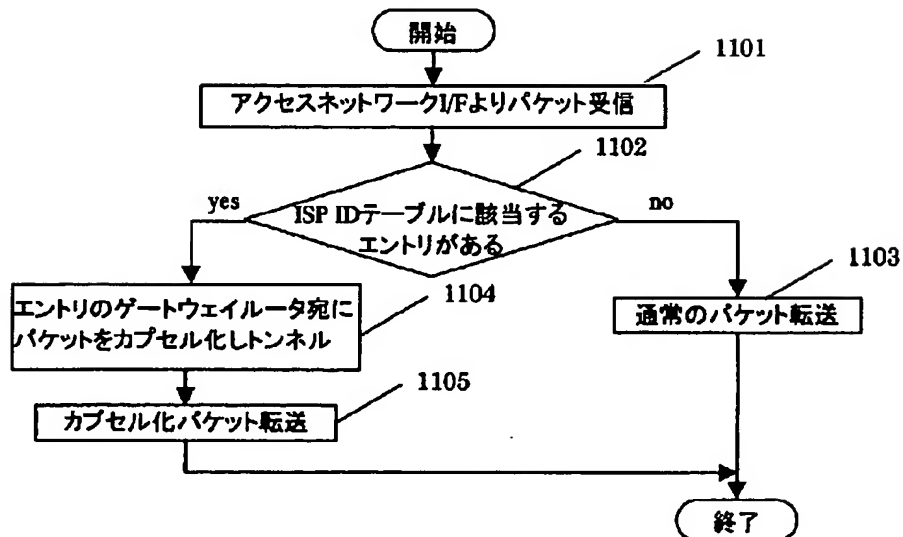 開始
1101
アクセスネットワークI/Fよりパケット受信
1102
yes
ISP IDテーブルに該当する
エントリがある
no
1103
エントリのゲートウェイルータ宛に
パケットをカプセル化しトンネル
1104
通常のパケット転送
1105
カプセル化パケット転送
終了